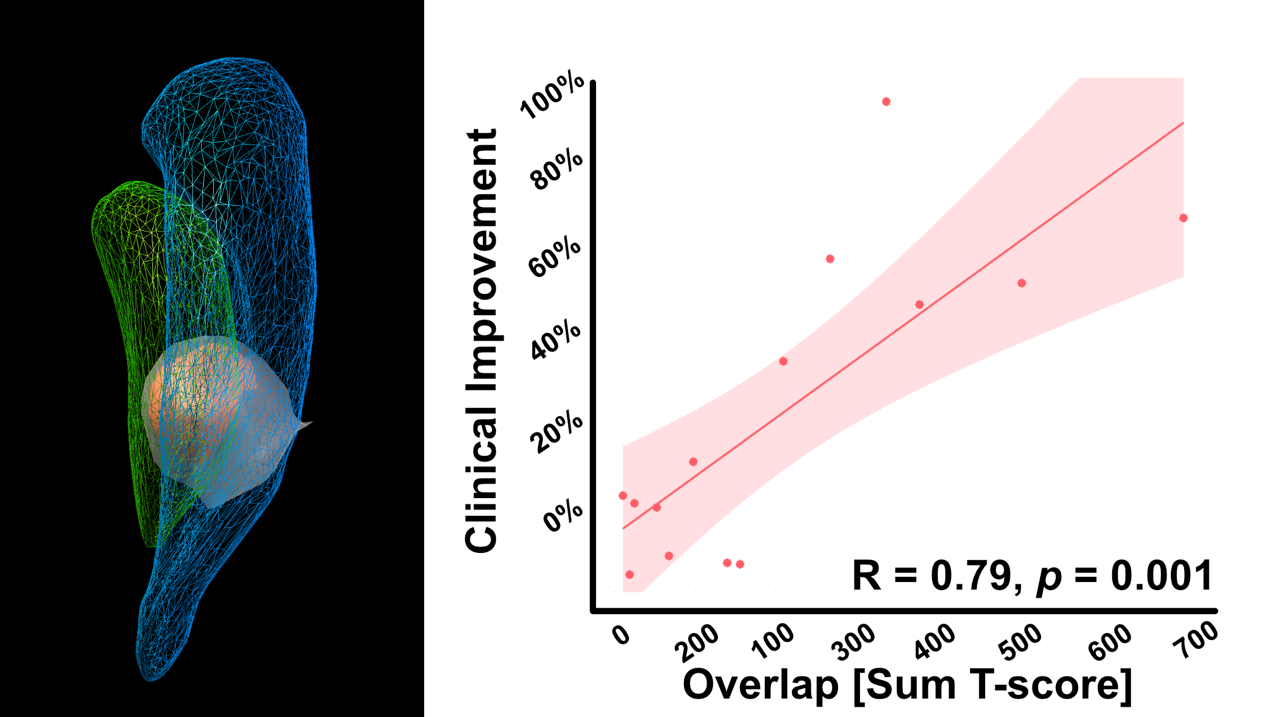 Clinical Improvement
100%
80%
60%
40%
20%
0%
R = 0.79, p = 0.001
0 200 100 300 400 500 600 700
Overlap [Sum T-score]